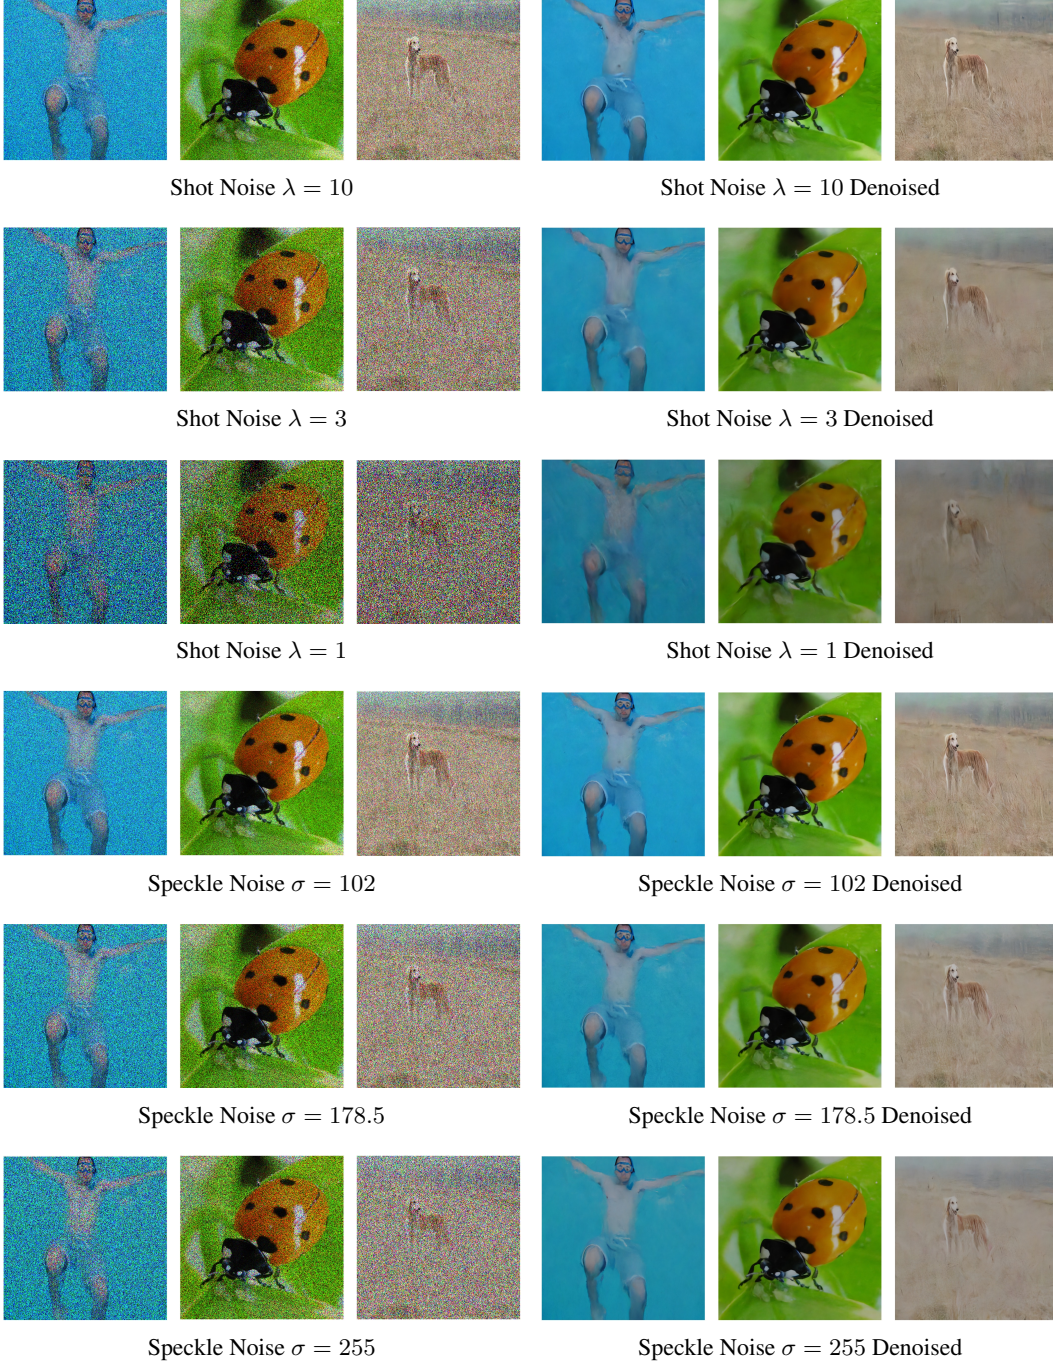 Shot Noise λ = 10
Shot Noise λ = 10 Denoised
Shot Noise λ = 3
Shot Noise λ = 3 Denoised
Shot Noise λ = 1
Shot Noise λ = 1 Denoised
Speckle Noise σ = 102
Speckle Noise σ = 102 Denoised
Speckle Noise σ = 178.5
Speckle Noise σ = 178.5 Denoised
Speckle Noise σ = 255
Speckle Noise σ = 255 Denoised